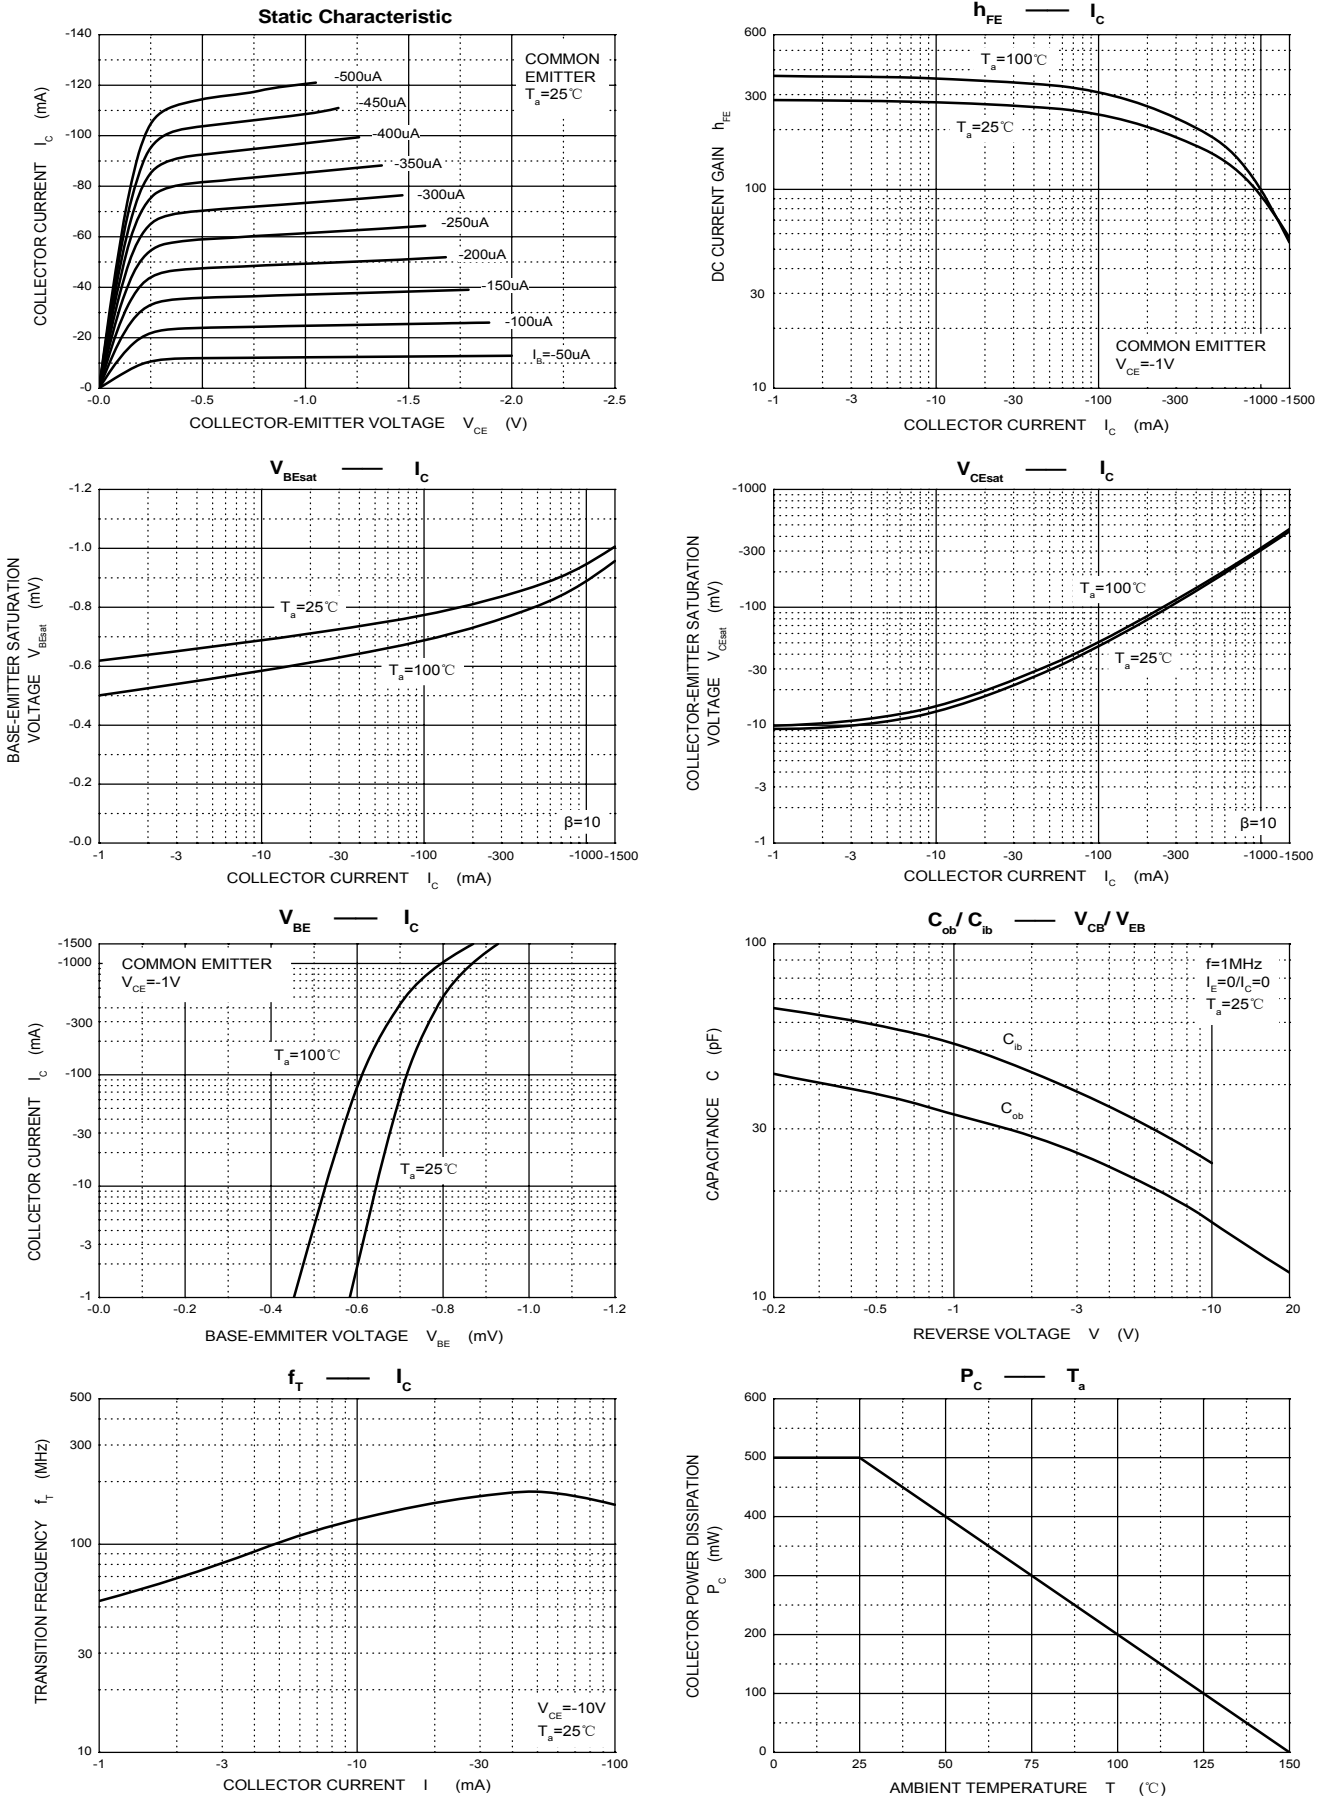 Static Characteristic
-140
-120
-100
-80
-60
-40
-20
-0
COLLECTOR CURRENT I_C (mA)
COMMON
EMITTER
T_a=25℃
-500uA
-450uA
-400uA
-350uA
-300uA
-250uA
-200uA
-150uA
-100uA
I_B=-50uA
-0.0 -0.5 -1.0 -1.5 -2.0 -2.5
COLLECTOR-EMITTER VOLTAGE V_CE (V)
h_FE —— I_C
600
300
100
30
10
DC CURRENT GAIN h_FE
T_a=100℃
T_a=25℃
COMMON EMITTER
V_CE=-1V
-1 -3 -10 -30 -100 -300 -1000 -1500
COLLECTOR CURRENT I_C (mA)
V_BEsat —— I_C
-1.2
-1.0
-0.8
-0.6
-0.4
-0.2
-0.0
BASE-EMITTER SATURATION
VOLTAGE V_BEsat (mV)
T_a=25℃
T_a=100℃
β=10
-1 -3 -10 -30 -100 -300 -1000 -1500
COLLECTOR CURRENT I_C (mA)
V_CEsat —— I_C
-1000
-300
-100
-30
-10
-3
-1
COLLECTOR-EMITTER SATURATION
VOLTAGE V_CEsat (mV)
T_a=100℃
T_a=25℃
β=10
-1 -3 -10 -30 -100 -300 -1000 -1500
COLLECTOR CURRENT I_C (mA)
V_BE —— I_C
-1500
-1000
-300
-100
-30
-10
-3
-1
COLLCETOR CURRENT I_C (mA)
COMMON EMITTER
V_CE=-1V
T_a=100℃
T_a=25℃
-0.0 -0.2 -0.4 -0.6 -0.8 -1.0 -1.2
BASE-EMMITER VOLTAGE V_BE (mV)
C_ob/ C_ib —— V_CB/ V_EB
100
30
10
CAPACITANCE C (pF)
f=1MHz
I_E=0/I_C=0
T_a=25℃
C_ib
C_ob
-0.2 -0.5 -1 -3 -10 20
REVERSE VOLTAGE V (V)
f_T —— I_C
500
300
100
30
10
TRANSITION FREQUENCY f_T (MHz)
V_CE=-10V
T_a=25℃
-1 -3 -10 -30 -100
COLLECTOR CURRENT I (mA)
P_C —— T_a
600
500
400
300
200
100
0
COLLECTOR POWER DISSIPATION
P_C (mW)
0 25 50 75 100 125 150
AMBIENT TEMPERATURE T (℃)